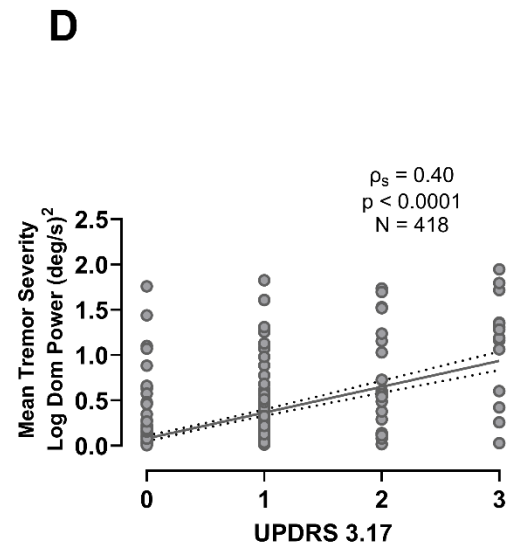 D
ρs = 0.40
p < 0.0001
N = 418
Mean Tremor Severity
Log Dom Power (deg/s)²
2.5
2.0
1.5
1.0
0.5
0.0
0 1 2 3
UPDRS 3.17